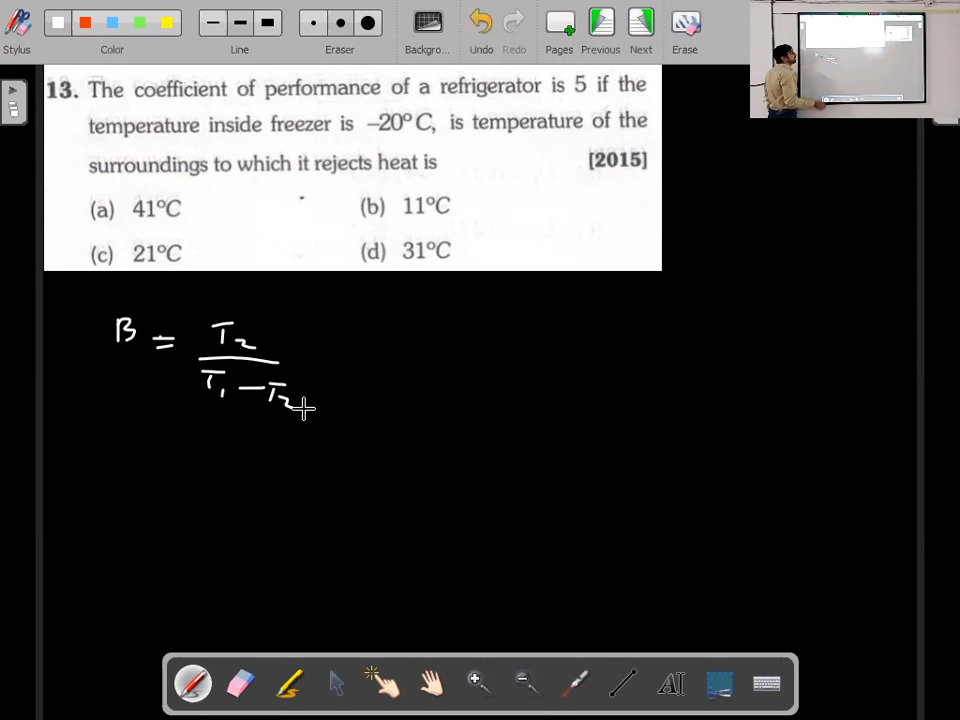 Stylus
Color
Line
Eraser
Backgro...
Undo
Redo
Pages
Previous
Next
Erase
13. The coefficient of performance of a refrigerator is 5 if the
temperature inside freezer is –20°C, is temperature of the
surroundings to which it rejects heat is [2015]
(a) 41°C (b) 11°C
(c) 21°C (d) 31°C
B = T2
T1 – T2
AI